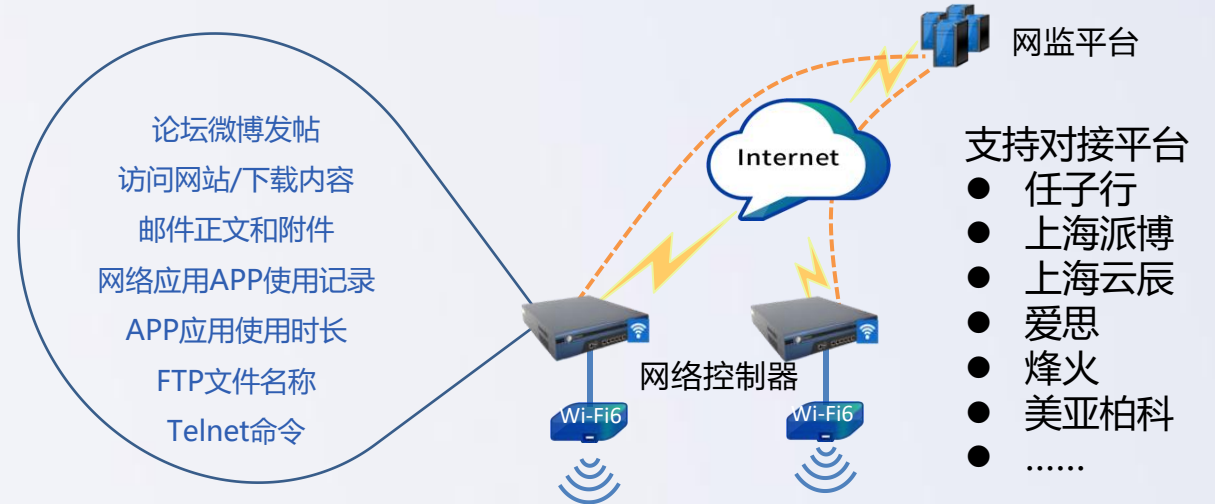 论坛微博发帖
访问网站/下载内容
邮件正文和附件
网络应用APP使用记录
APP应用使用时长
FTP文件名称
Telnet命令
网监平台
Internet
网络控制器
Wi-Fi6
Wi-Fi6
支持对接平台
● 任子行
● 上海派博
● 上海云辰
● 爱思
● 烽火
● 美亚柏科
● ......